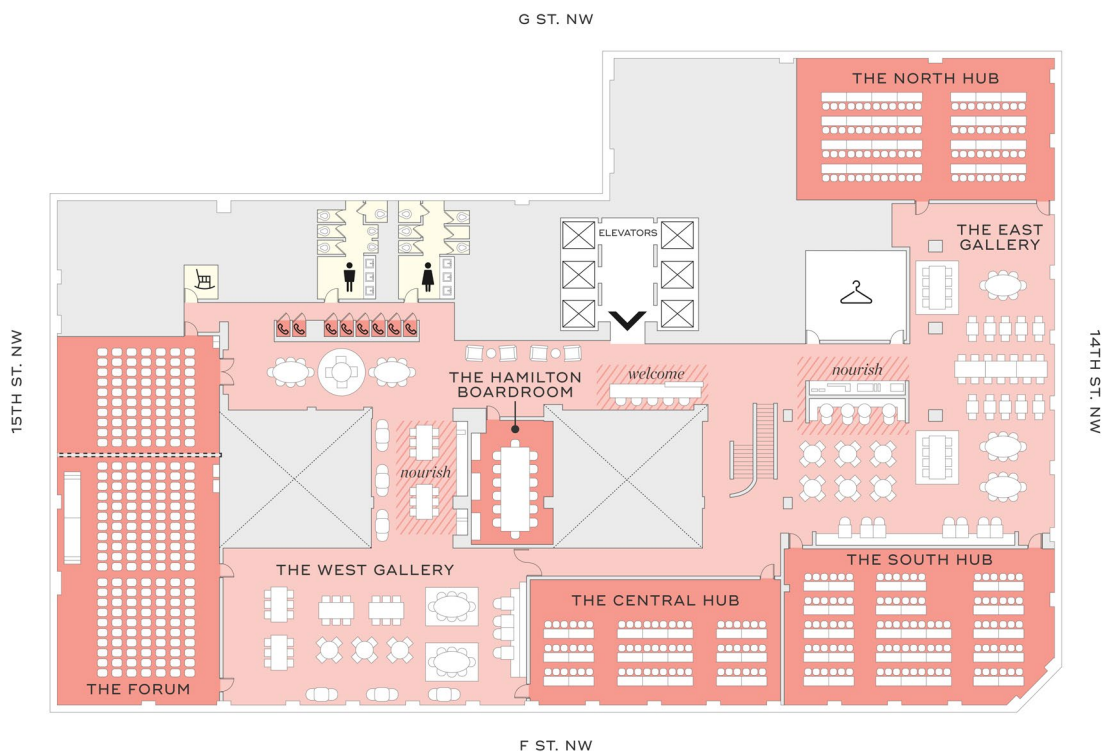 G ST. NW
THE NORTH HUB
ELEVATORS
THE EAST
GALLERY
15TH ST. NW
14TH ST. NW
welcome
nourish
THE HAMILTON
BOARDROOM
nourish
THE WEST GALLERY
THE SOUTH HUB
THE CENTRAL HUB
THE FORUM
F ST. NW